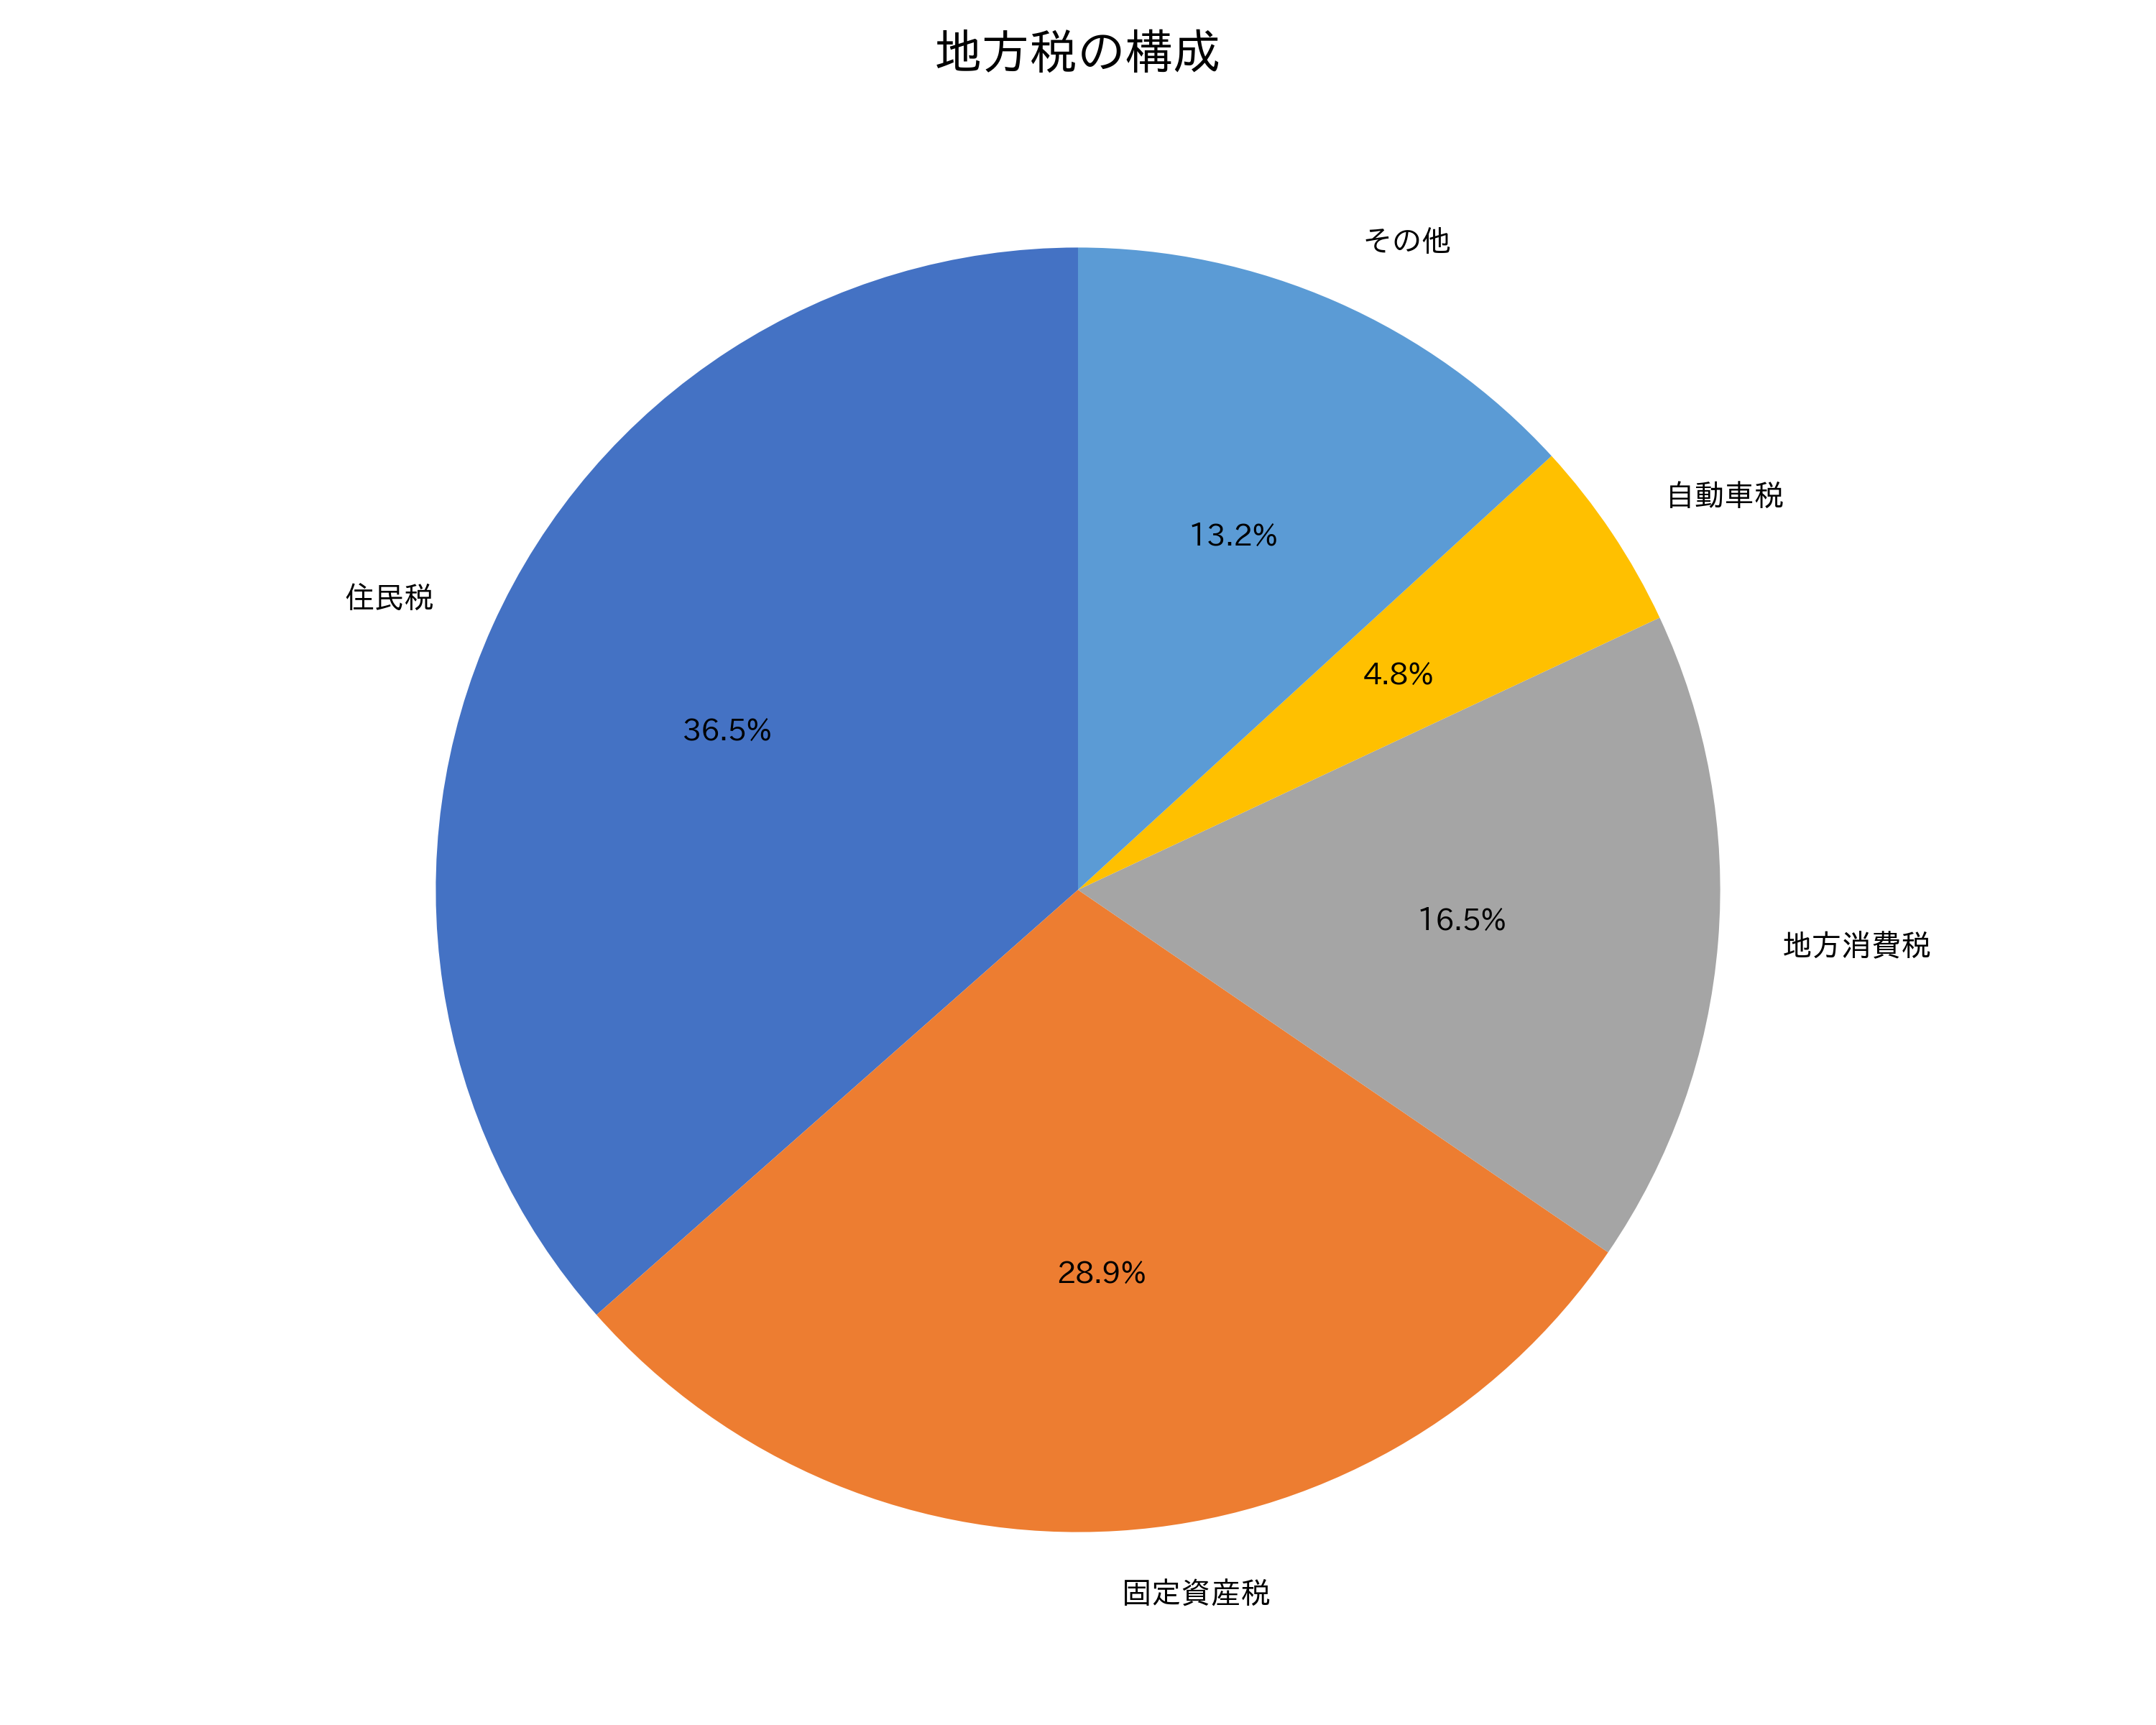 地方税の構成
その他
自動車税
13.2%
住民税
4.8%
36.5%
16.5%
地方消費税
28.9%
固定資産税